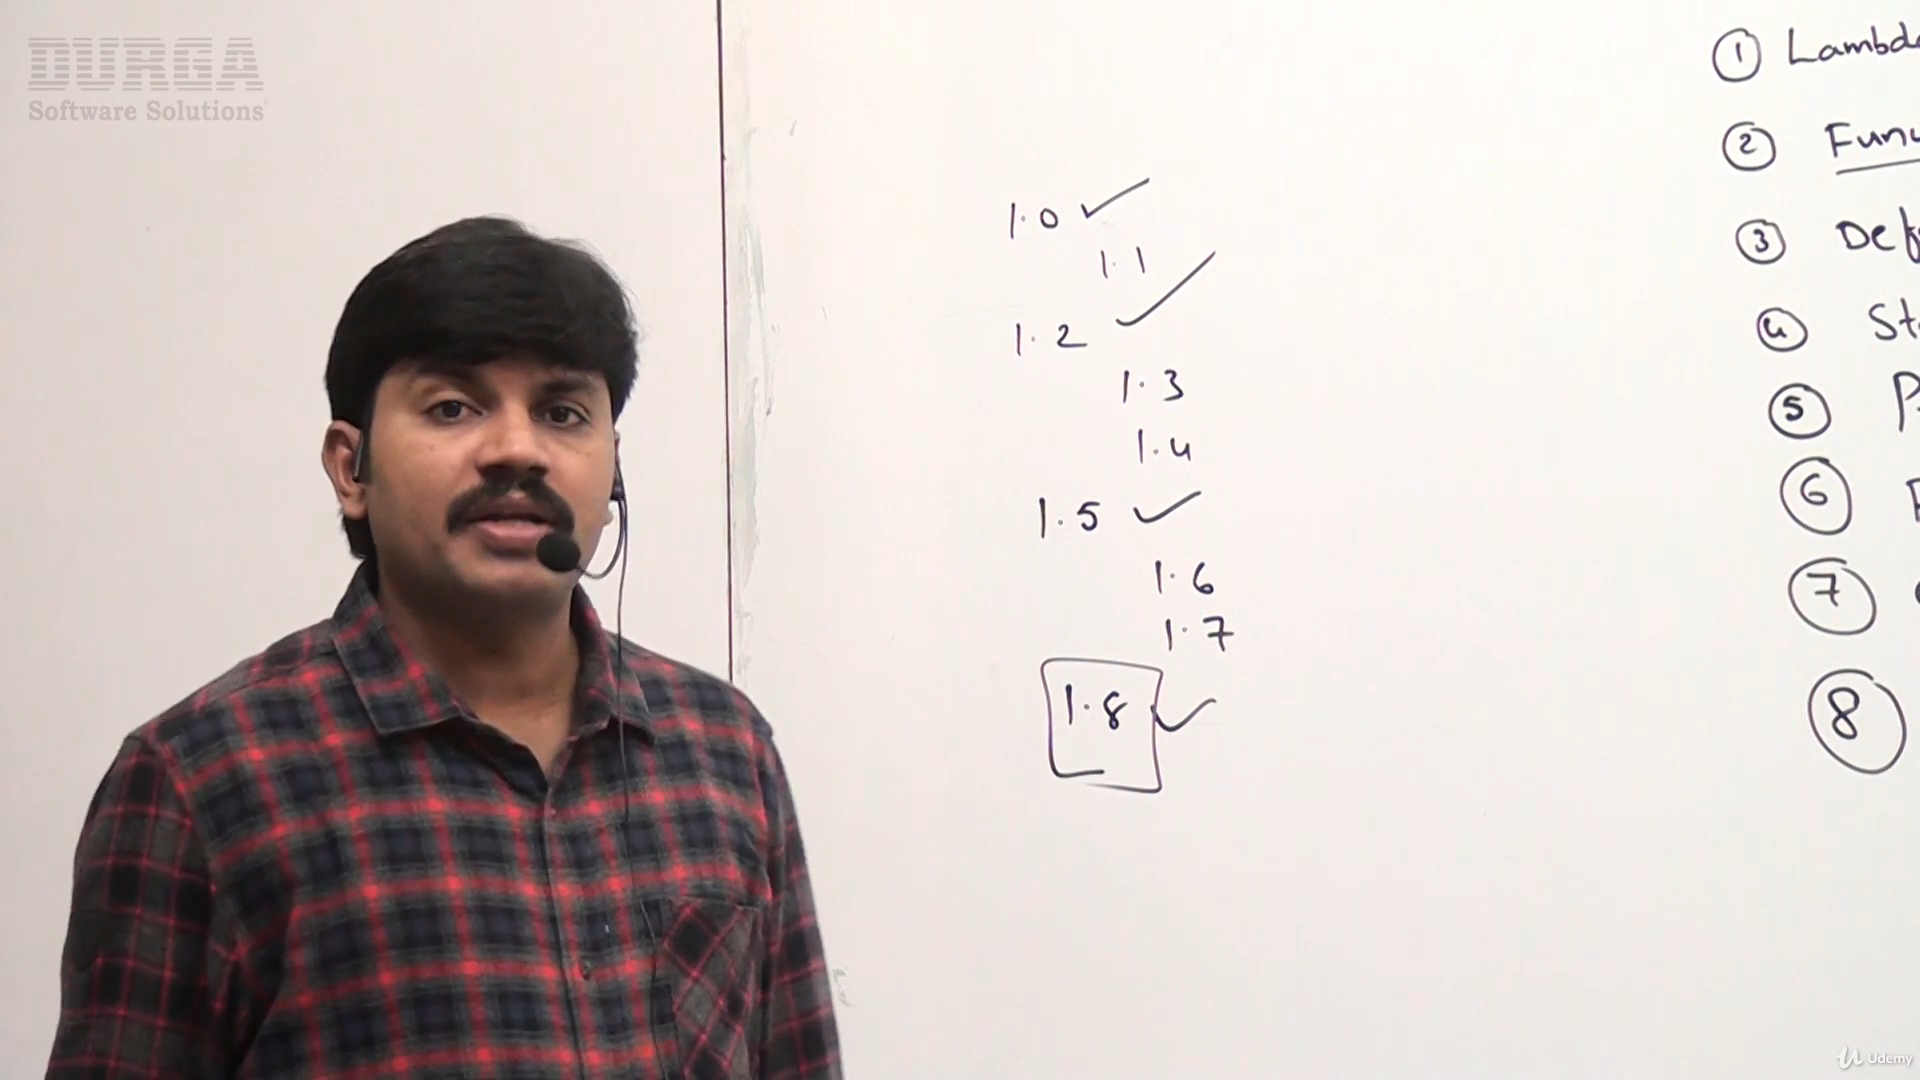 DURGA
Software Solutions
1.0 ✓
1.1
1.2 ✓
1.3
1.4
1.5 ✓
1.6
1.7
1.8 ✓
① Lambda
② Fun
③ Def
④ St
⑤ P
⑥
⑦
⑧
Udemy